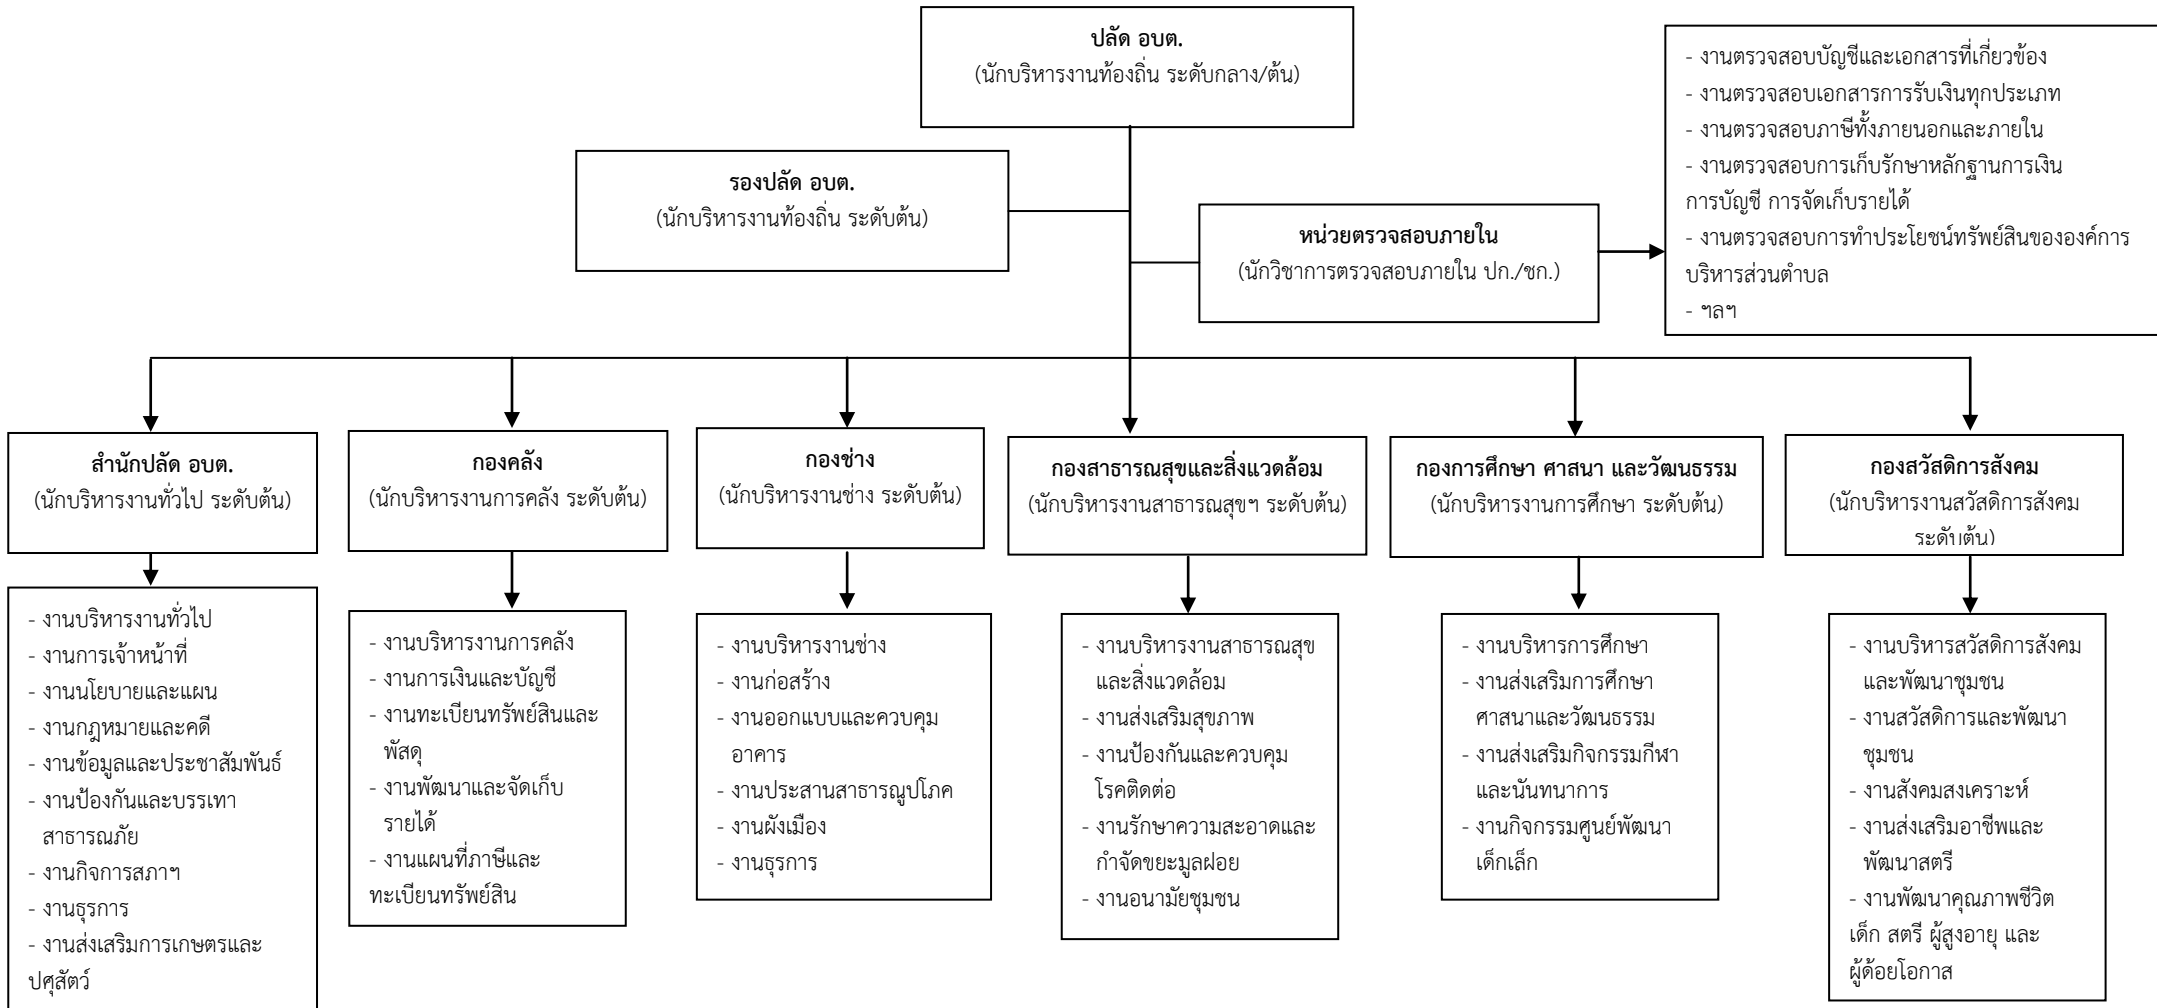 ปลัด อบต.
(นักบริหารงานท้องถิ่น ระดับกลาง/ต้น)
รองปลัด อบต.
(นักบริหารงานท้องถิ่น ระดับต้น)
หน่วยตรวจสอบภายใน
(นักวิชาการตรวจสอบภายใน ปก./ชก.)
- งานตรวจสอบบัญชีและเอกสารที่เกี่ยวข้อง
- งานตรวจสอบเอกสารการรับเงินทุกประเภท
- งานตรวจสอบภาษีทั้งภายนอกและภายใน
- งานตรวจสอบการเก็บรักษาหลักฐานการเงิน
การบัญชี การจัดเก็บรายได้
- งานตรวจสอบการทำประโยชน์ทรัพย์สินขององค์การ
บริหารส่วนตำบล
- ฯลฯ
สำนักปลัด อบต.
(นักบริหารงานทั่วไป ระดับต้น)
กองคลัง
(นักบริหารงานการคลัง ระดับต้น)
กองช่าง
(นักบริหารงานช่าง ระดับต้น)
กองสาธารณสุขและสิ่งแวดล้อม
(นักบริหารงานสาธารณสุขฯ ระดับต้น)
กองการศึกษา ศาสนา และวัฒนธรรม
(นักบริหารงานการศึกษา ระดับต้น)
กองสวัสดิการสังคม
(นักบริหารงานสวัสดิการสังคม
ระดับต้น)
- งานบริหารงานทั่วไป
- งานการเจ้าหน้าที่
- งานนโยบายและแผน
- งานกฎหมายและคดี
- งานข้อมูลและประชาสัมพันธ์
- งานป้องกันและบรรเทา
สาธารณภัย
- งานกิจการสภาฯ
- งานธุรการ
- งานส่งเสริมการเกษตรและ
ปศุสัตว์
- งานบริหารงานการคลัง
- งานการเงินและบัญชี
- งานทะเบียนทรัพย์สินและ
พัสดุ
- งานพัฒนาและจัดเก็บ
รายได้
- งานแผนที่ภาษีและ
ทะเบียนทรัพย์สิน
- งานบริหารงานช่าง
- งานก่อสร้าง
- งานออกแบบและควบคุม
อาคาร
- งานประสานสาธารณูปโภค
- งานผังเมือง
- งานธุรการ
- งานบริหารงานสาธารณสุข
และสิ่งแวดล้อม
- งานส่งเสริมสุขภาพ
- งานป้องกันและควบคุม
โรคติดต่อ
- งานรักษาความสะอาดและ
กำจัดขยะมูลฝอย
- งานอนามัยชุมชน
- งานบริหารการศึกษา
- งานส่งเสริมการศึกษา
ศาสนาและวัฒนธรรม
- งานส่งเสริมกิจกรรมกีฬา
และนันทนาการ
- งานกิจกรรมศูนย์พัฒนา
เด็กเล็ก
- งานบริหารสวัสดิการสังคม
และพัฒนาชุมชน
- งานสวัสดิการและพัฒนา
ชุมชน
- งานสังคมสงเคราะห์
- งานส่งเสริมอาชีพและ
พัฒนาสตรี
- งานพัฒนาคุณภาพชีวิต
เด็ก สตรี ผู้สูงอายุ และ
ผู้ด้อยโอกาส